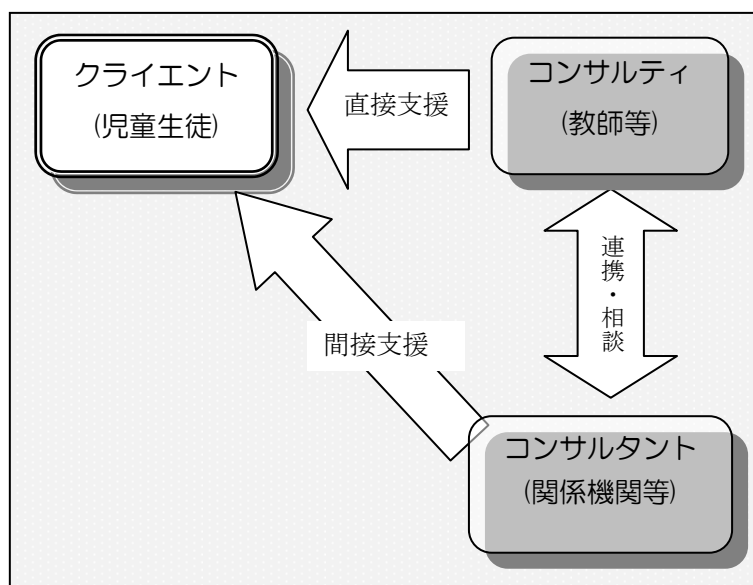 クライエント
(児童生徒)
直接支援
コンサルティ
(教師等)
連携・相談
間接支援
コンサルタント
(関係機関等)